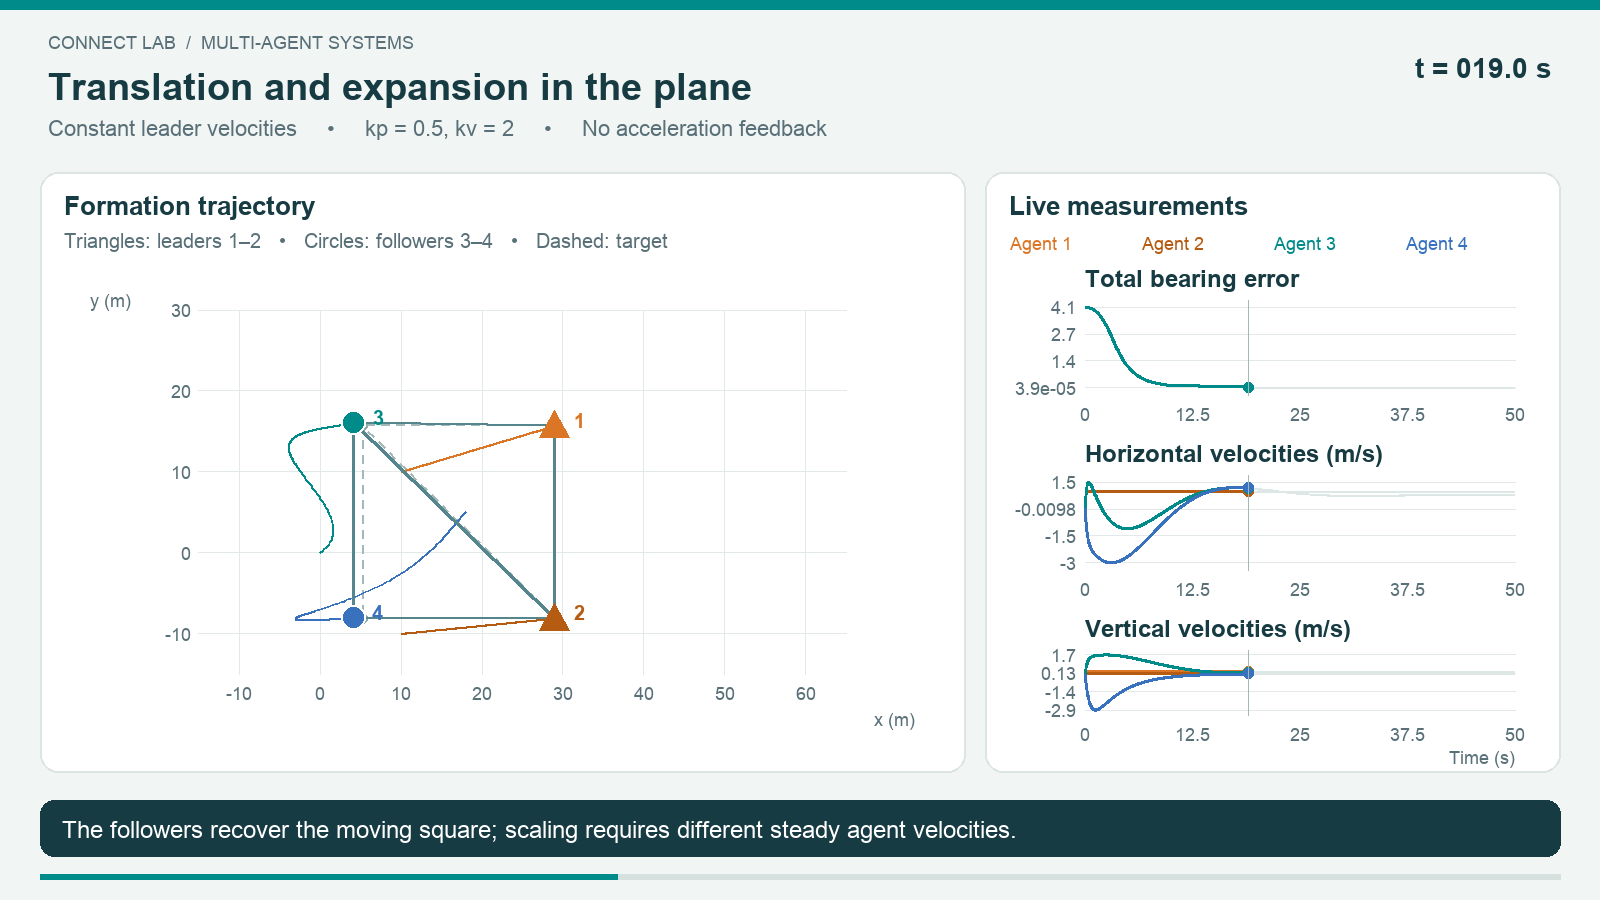 CONNECT LAB / MULTI-AGENT SYSTEMS
Translation and expansion in the plane
t = 019.0 s
Constant leader velocities • kp = 0.5, kv = 2 • No acceleration feedback
Formation trajectory
Triangles: leaders 1–2 • Circles: followers 3–4 • Dashed: target
y (m)
30
20
10
0
-10
-10 0 10 20 30 40 50 60
x (m)
3
1
4
2
Live measurements
Agent 1 Agent 2 Agent 3 Agent 4
Total bearing error
4.1
2.7
1.4
3.9e-05
0 12.5 25 37.5 50
Horizontal velocities (m/s)
1.5
-0.0098
-1.5
-3
0 12.5 25 37.5 50
Vertical velocities (m/s)
1.7
0.13
-1.4
-2.9
0 12.5 25 37.5 50
Time (s)
The followers recover the moving square; scaling requires different steady agent velocities.